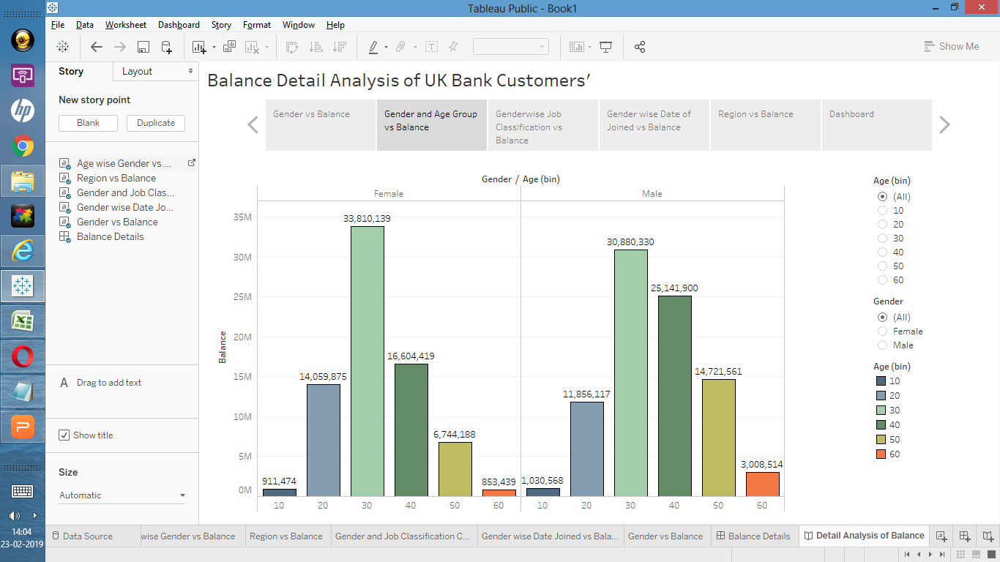 Tableau Public - Book1
File Data Worksheet Dashboard Story Format Window Help
Show Me
Story
Layout
New story point
Blank
Duplicate
Age wise Gender vs ...
Region vs Balance
Gender and Job Clas...
Gender wise Date Jo...
Gender vs Balance
Balance Details
A Drag to add text
Show title
Size
Automatic
Balance Detail Analysis of UK Bank Customers’
Gender vs Balance
Gender and Age Group
vs Balance
Genderwise Job
Classification vs
Balance
Gender wise Date of
Joined vs Balance
Region vs Balance
Dashboard
Gender / Age (bin)
Female
Male
Balance
35M
30M
25M
20M
15M
10M
5M
0M
911,474
14,059,875
33,810,139
16,604,419
6,744,188
853,439
1,030,568
11,856,117
30,880,330
25,141,900
14,721,561
3,008,514
10 20 30 40 50 60 10 20 30 40 50 60
Age (bin)
(All)
10
20
30
40
50
60
Gender
(All)
Female
Male
Age (bin)
10
20
30
40
50
60
Data Source
wise Gender vs Balance
Region vs Balance
Gender and Job Classification C...
Gender wise Date Joined vs Bala...
Gender vs Balance
Balance Details
Detail Analysis of Balance
hp
P
14:04
23-02-2019